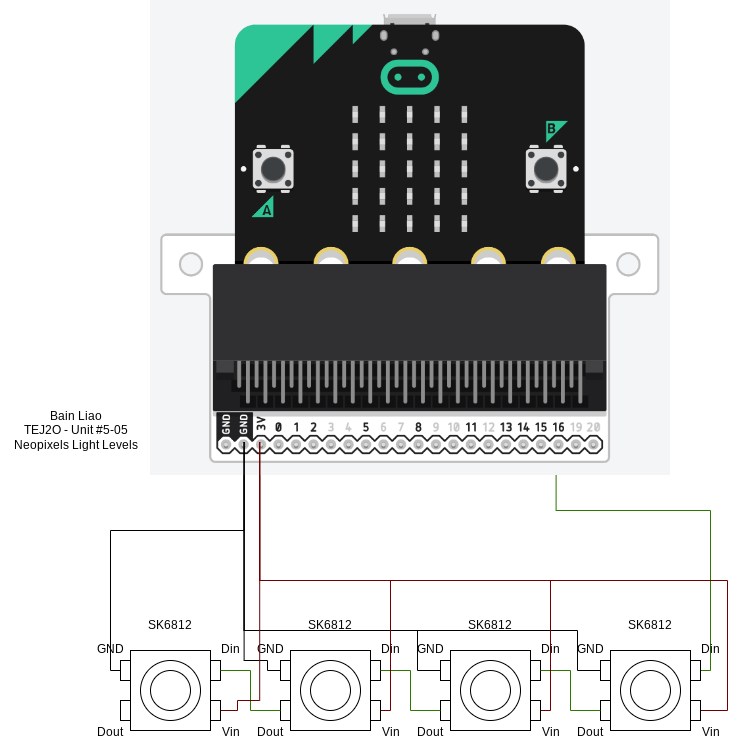 B
A
GND GND 3V 0 1 2 3 4 5 6 7 8 9 10 11 12 13 14 15 16 19 20
Bain Liao
TEJ2O - Unit #5-05
Neopixels Light Levels
SK6812 SK6812 SK6812 SK6812
GND Din GND Din GND Din GND Din
Dout Vin Dout Vin Dout Vin Dout Vin